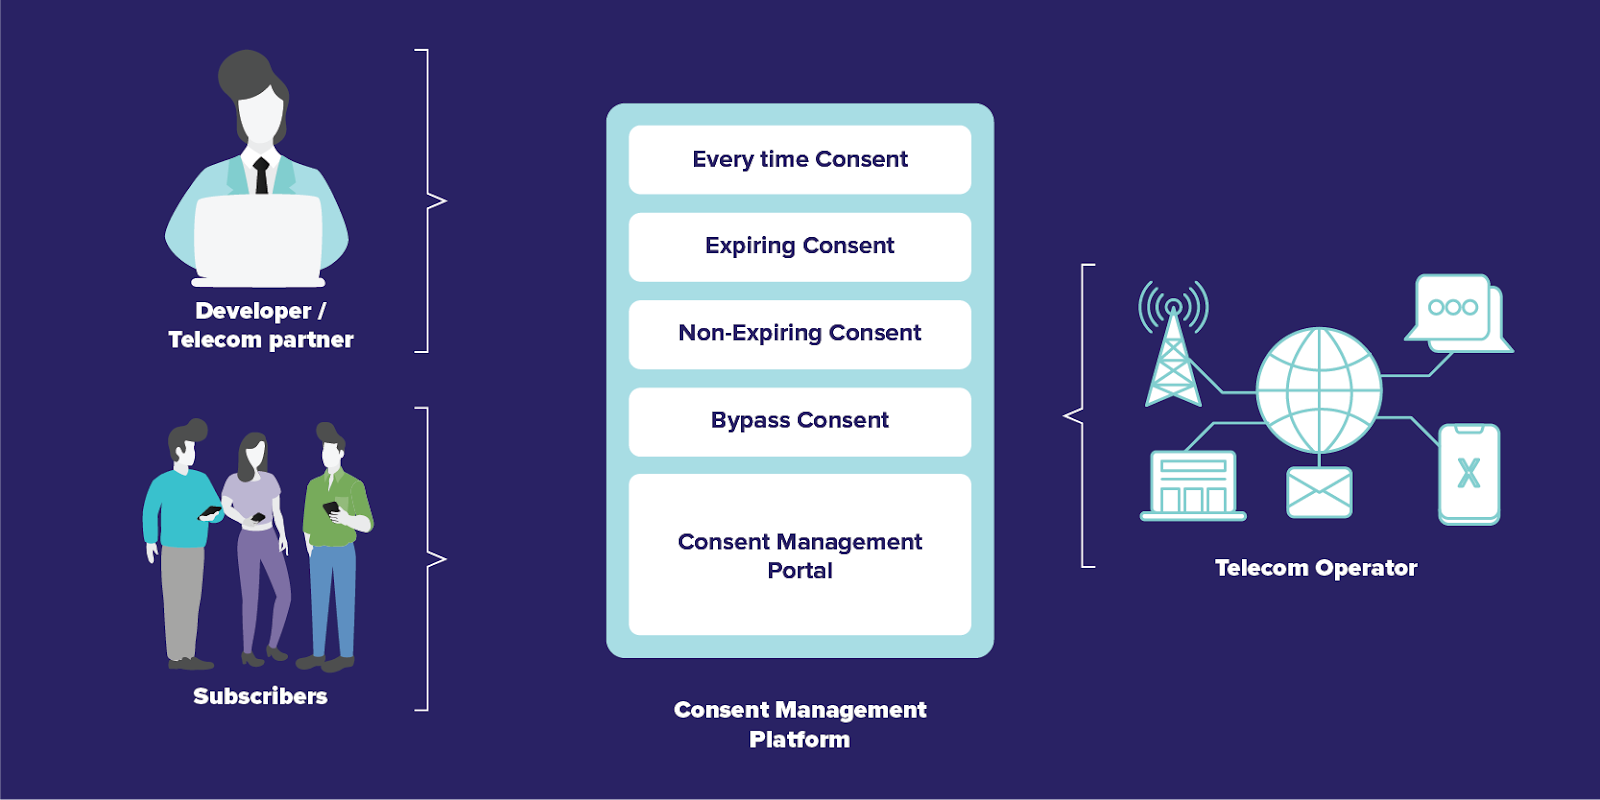 Developer /
Telecom partner
Subscribers
Every time Consent
Expiring Consent
Non-Expiring Consent
Bypass Consent
Consent Management
Portal
Consent Management
Platform
X
Telecom Operator